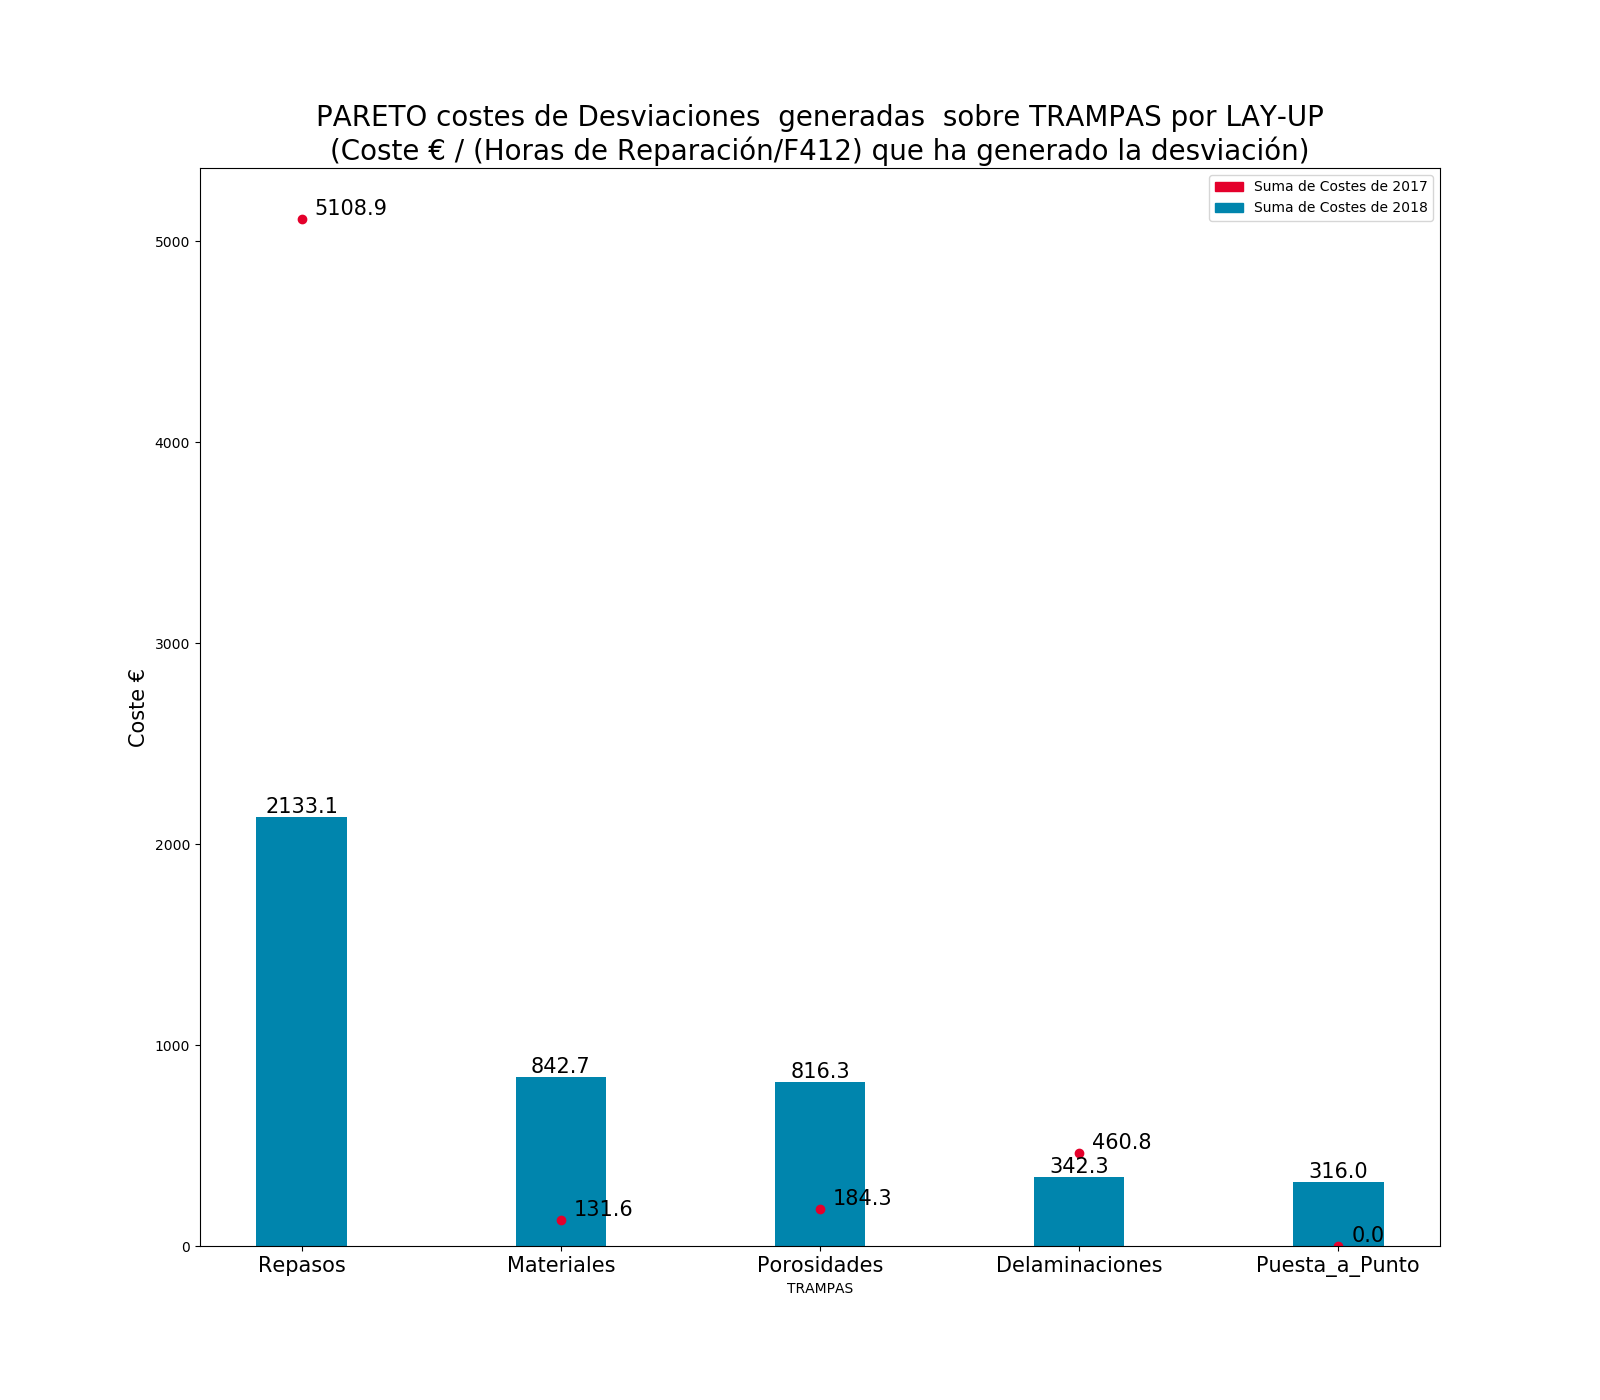 PARETO costes de Desviaciones  generadas  sobre TRAMPAS por LAY-UP
(Coste € / (Horas de Reparación/F412) que ha generado la desviación)
Suma de Costes de 2017
Suma de Costes de 2018
5108.9
5000
4000
3000
Coste €
2133.1
2000
1000
842.7
816.3
460.8
342.3
316.0
131.6
184.3
0.0
0
Repasos
Materiales
Porosidades
Delaminaciones
Puesta_a_Punto
TRAMPAS